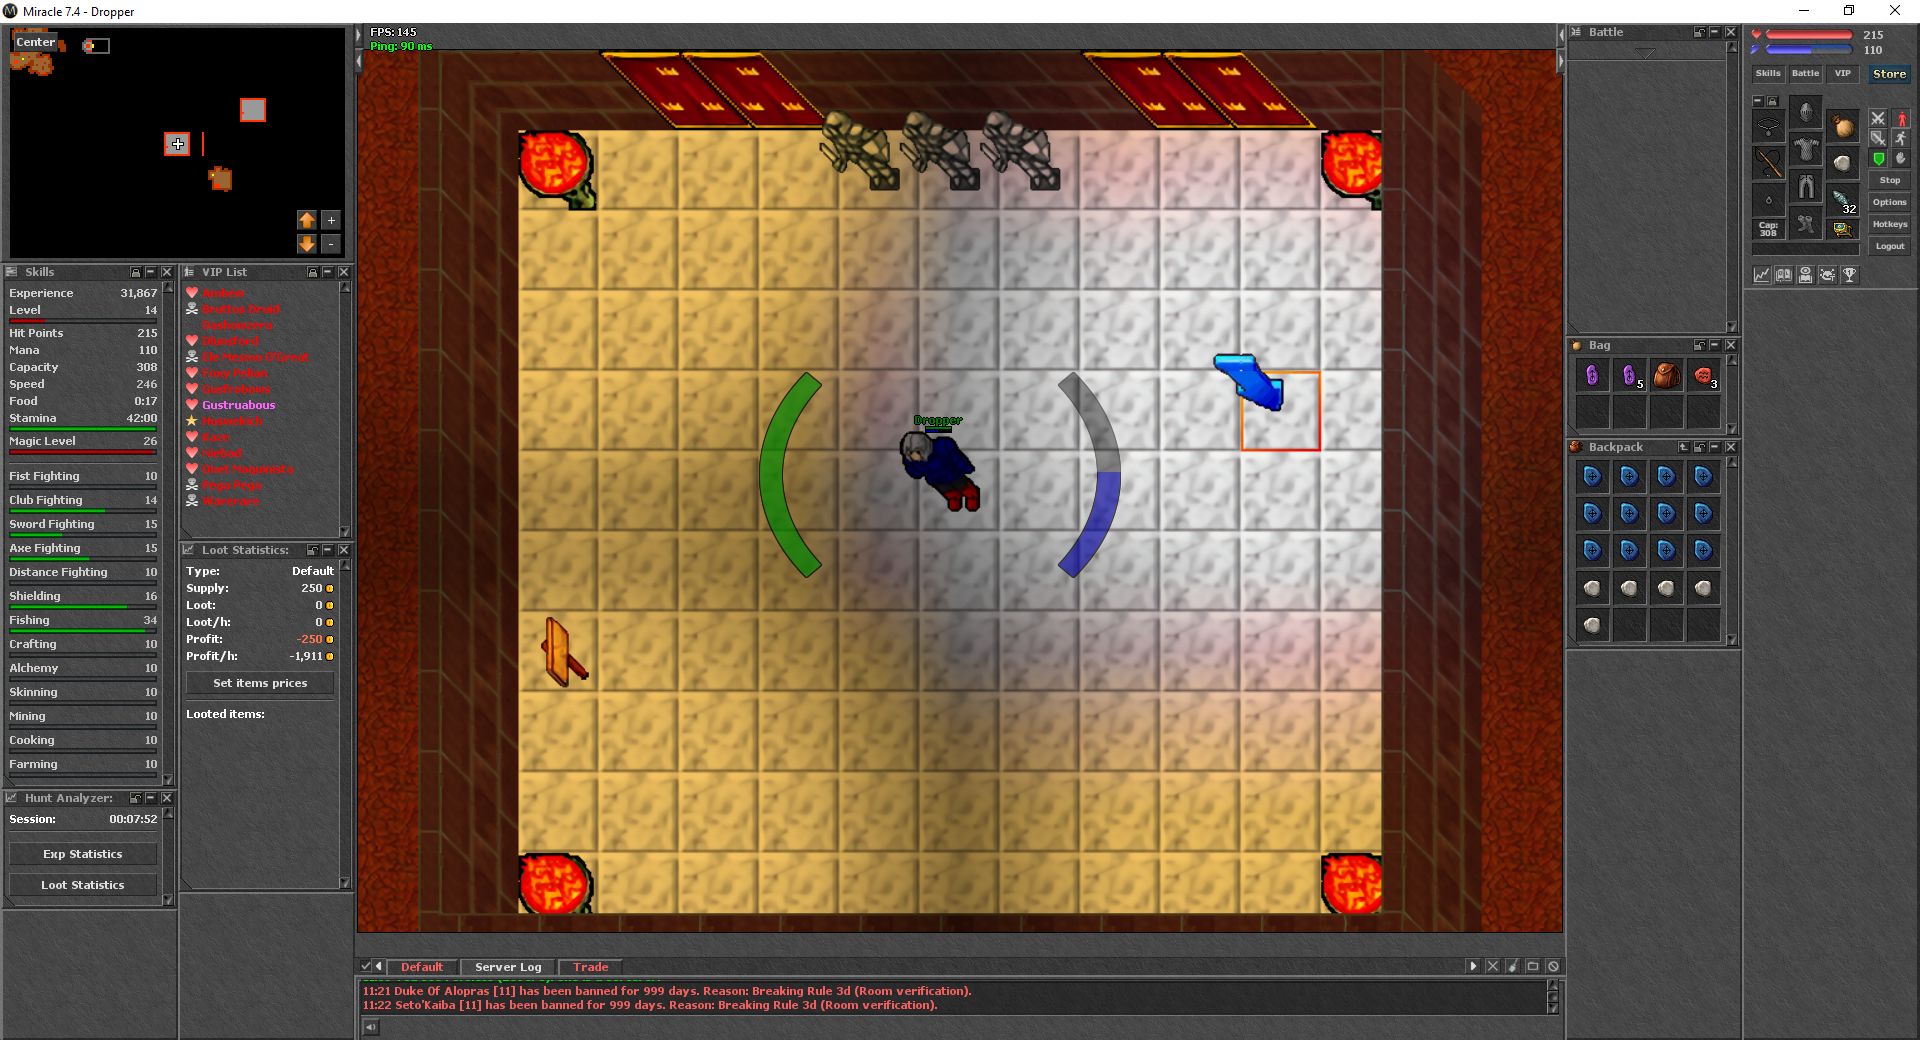 Miracle 7.4 - Dropper
Center
FPS: 145
Ping: 90 ms
Dropper
Skills
Experience 31,867
Level 14
Hit Points 215
Mana 110
Capacity 308
Speed 246
Food 0:17
Stamina 42:00
Magic Level 26
Fist Fighting 10
Club Fighting 14
Sword Fighting 15
Axe Fighting 15
Distance Fighting 10
Shielding 16
Fishing 34
Crafting 10
Alchemy 10
Skinning 10
Mining 10
Cooking 10
Farming 10
Hunt Analyzer:
Session: 00:07:52
Exp Statistics
Loot Statistics
VIP List
Gustruabous
Loot Statistics:
Type: Default
Supply: 250
Loot: 0
Loot/h: 0
Profit: -250
Profit/h: -1,911
Set items prices
Looted items:
Default
Server Log
Trade
11:21 Duke Of Alopras [11] has been banned for 999 days. Reason: Breaking Rule 3d (Room verification).
11:22 Seto'Kaiba [11] has been banned for 999 days. Reason: Breaking Rule 3d (Room verification).
Battle
Bag
5
3
Backpack
215
110
Skills
Battle
VIP
Store
32
Cap:
308
Stop
Options
Hotkeys
Logout